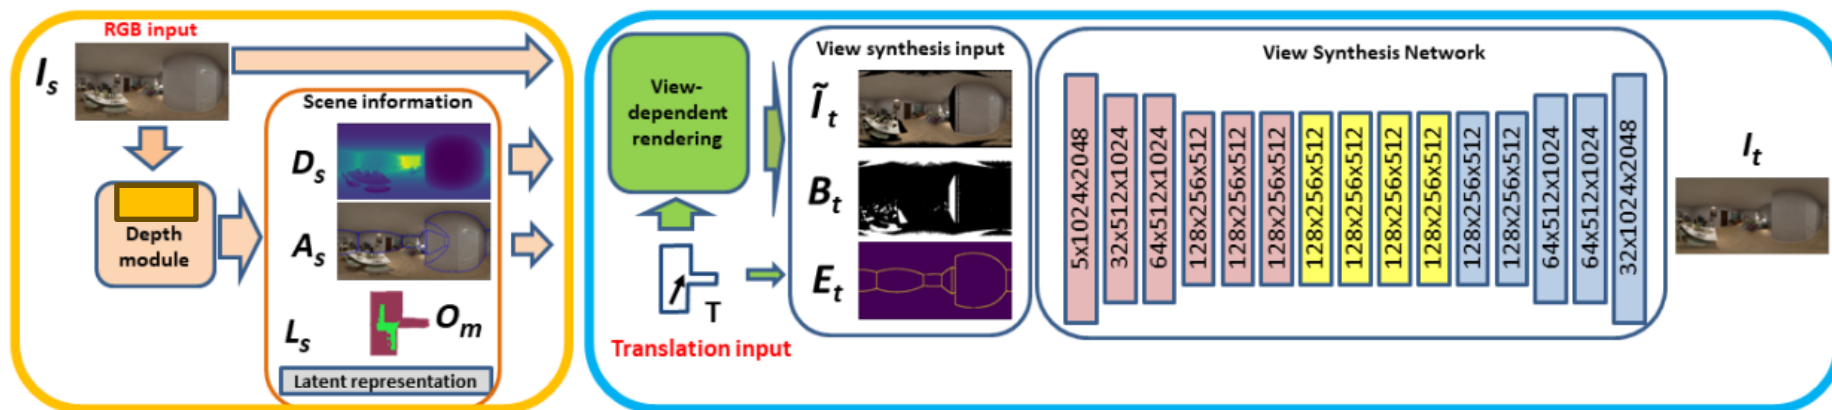 RGB input
I_s
Depth
module
Scene information
D_s
A_s
L_s
O_m
Latent representation
View-
dependent
rendering
T
Translation input
View synthesis input
Ĩ_t
B_t
E_t
View Synthesis Network
5x1024x2048
32x512x1024
64x512x1024
128x256x512
128x256x512
128x256x512
128x256x512
128x256x512
128x256x512
128x256x512
128x256x512
128x256x512
64x512x1024
64x512x1024
32x1024x2048
I_t